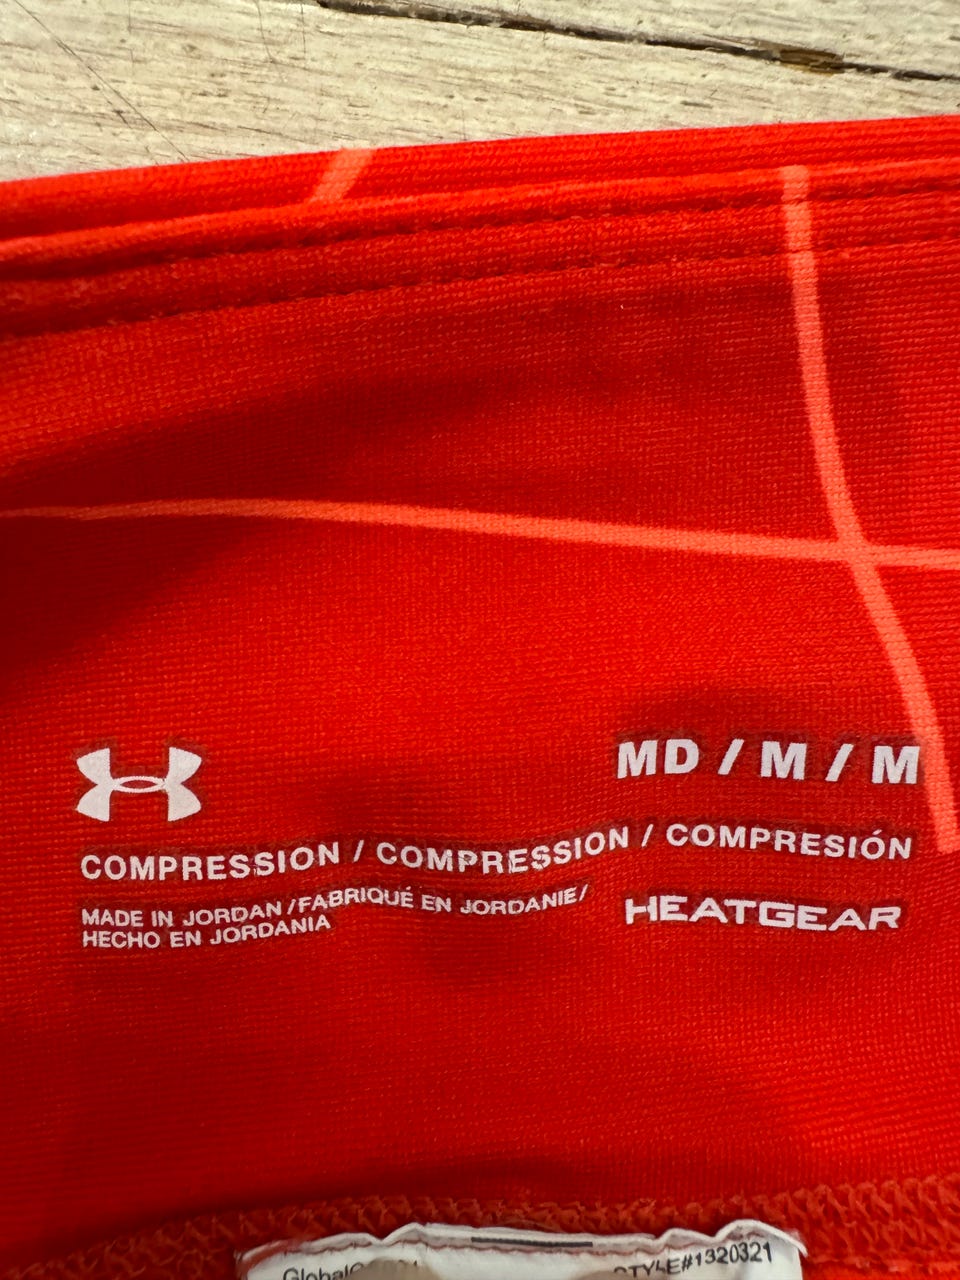 MD / M / M
COMPRESSION / COMPRESSION / COMPRESIÓN
MADE IN JORDAN / FABRIQUÉ EN JORDANIE /
HECHO EN JORDANIA
HEATGEAR
STYLE#1320321